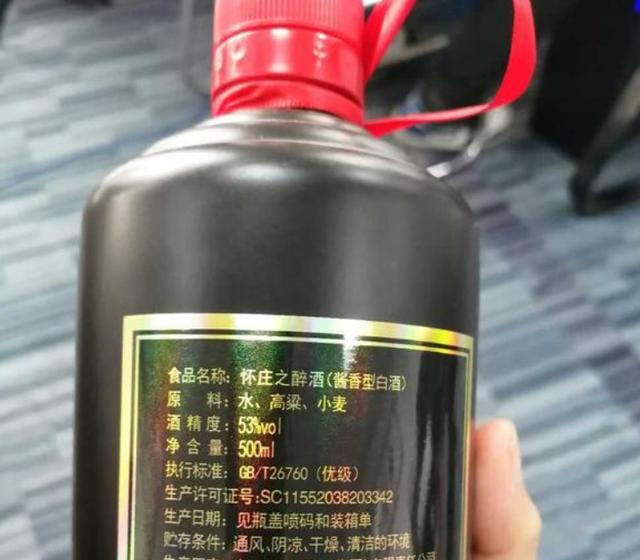 食品名称：怀庄之醉酒（酱香型白酒）
原 料：水、高粱、小麦
酒精度：53%vol
净含量：500ml
执行标准：GB/T26760（优级）
生产许可证号：SC11552038203342
生产日期：见瓶盖喷码和装箱单
贮存条件：通风、阴凉、干燥、清洁的环境